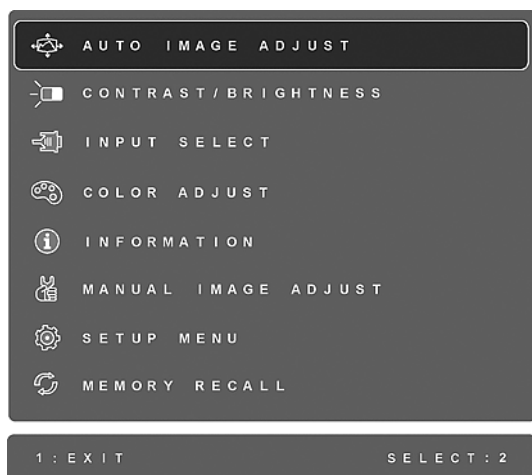 AUTO IMAGE ADJUST
CONTRAST/BRIGHTNESS
INPUT SELECT
COLOR ADJUST
INFORMATION
MANUAL IMAGE ADJUST
SETUP MENU
MEMORY RECALL
1:EXIT SELECT:2